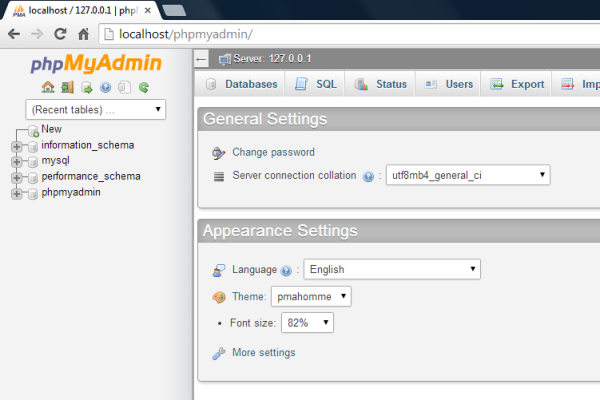 localhost / 127.0.0.1 | phpl
localhost/phpmyadmin/
phpMyAdmin
(Recent tables) ...
New
information_schema
mysql
performance_schema
phpmyadmin
Server: 127.0.0.1
Databases SQL Status Users Export Imp
General Settings
Change password
Server connection collation : utf8mb4_general_ci
Appearance Settings
Language : English
Theme: pmahomme
• Font size: 82%
More settings